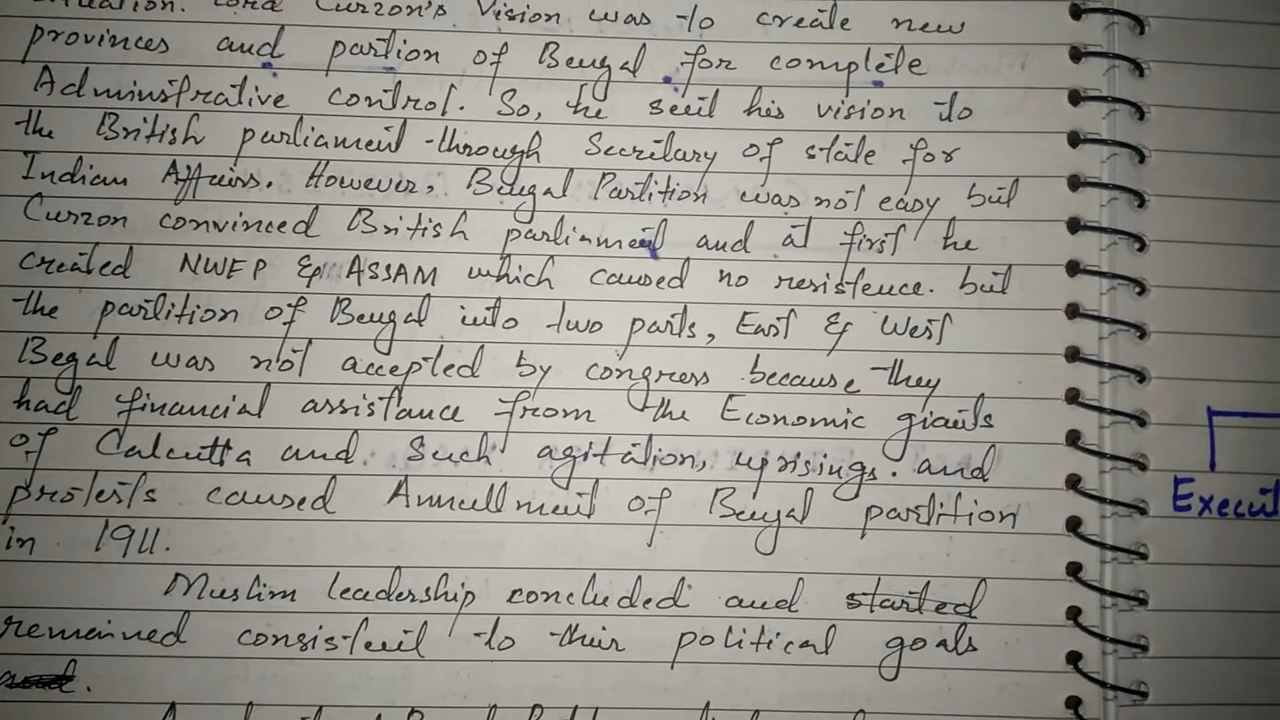 situation. Lord Curzon's Vision was to create new
provinces and partion of Bengal for complete
Administrative control. So, he sent his vision to
the British parliament through Secretary of state for
Indian Affairs. However, Bengal Partition was not easy but
Curzon convinced British parliament and at first he
created NWFP & ASSAM which caused no resistence. but
the partition of Bengal into two parts, East & West
Begal was not accepted by congress because they
had financial assistance from the Economic giants
of Calcutta and. Such agitation, uprisings. and
protests caused Annullment of Bengal partition
in 1911.
Muslim leadership concluded and started
remained consistent to their political goals
and.
Execut